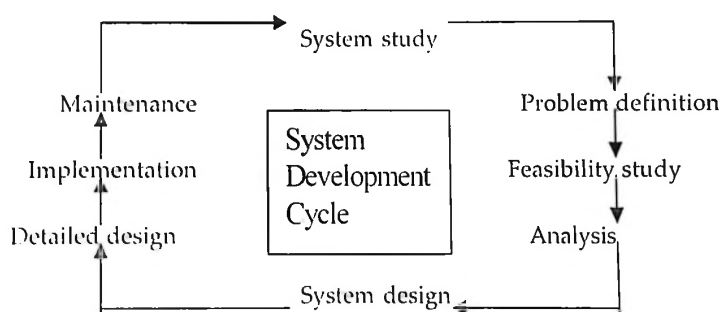 System study
Maintenance
Problem definition
System
Development
Cycle
Implementation
Feasibility study
Detailed design
Analysis
System design